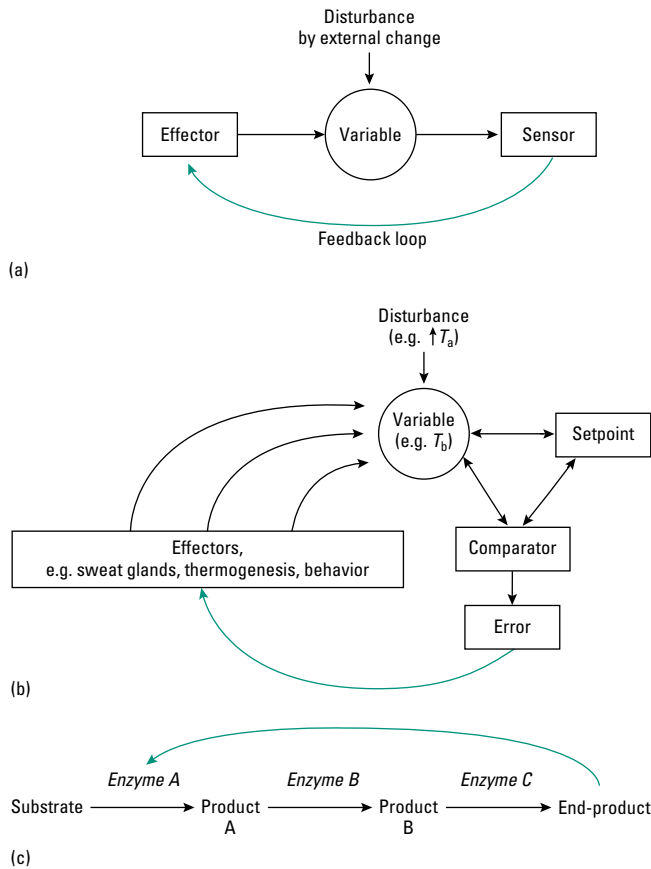 Disturbance
by external change
Effector
Variable
Sensor
Feedback loop
(a)
Disturbance
(e.g. ↑Ta)
Variable
(e.g. Tb)
Setpoint
Effectors,
e.g. sweat glands, thermogenesis, behavior
Comparator
Error
(b)
Enzyme A
Enzyme B
Enzyme C
Substrate
Product
A
Product
B
End-product
(c)